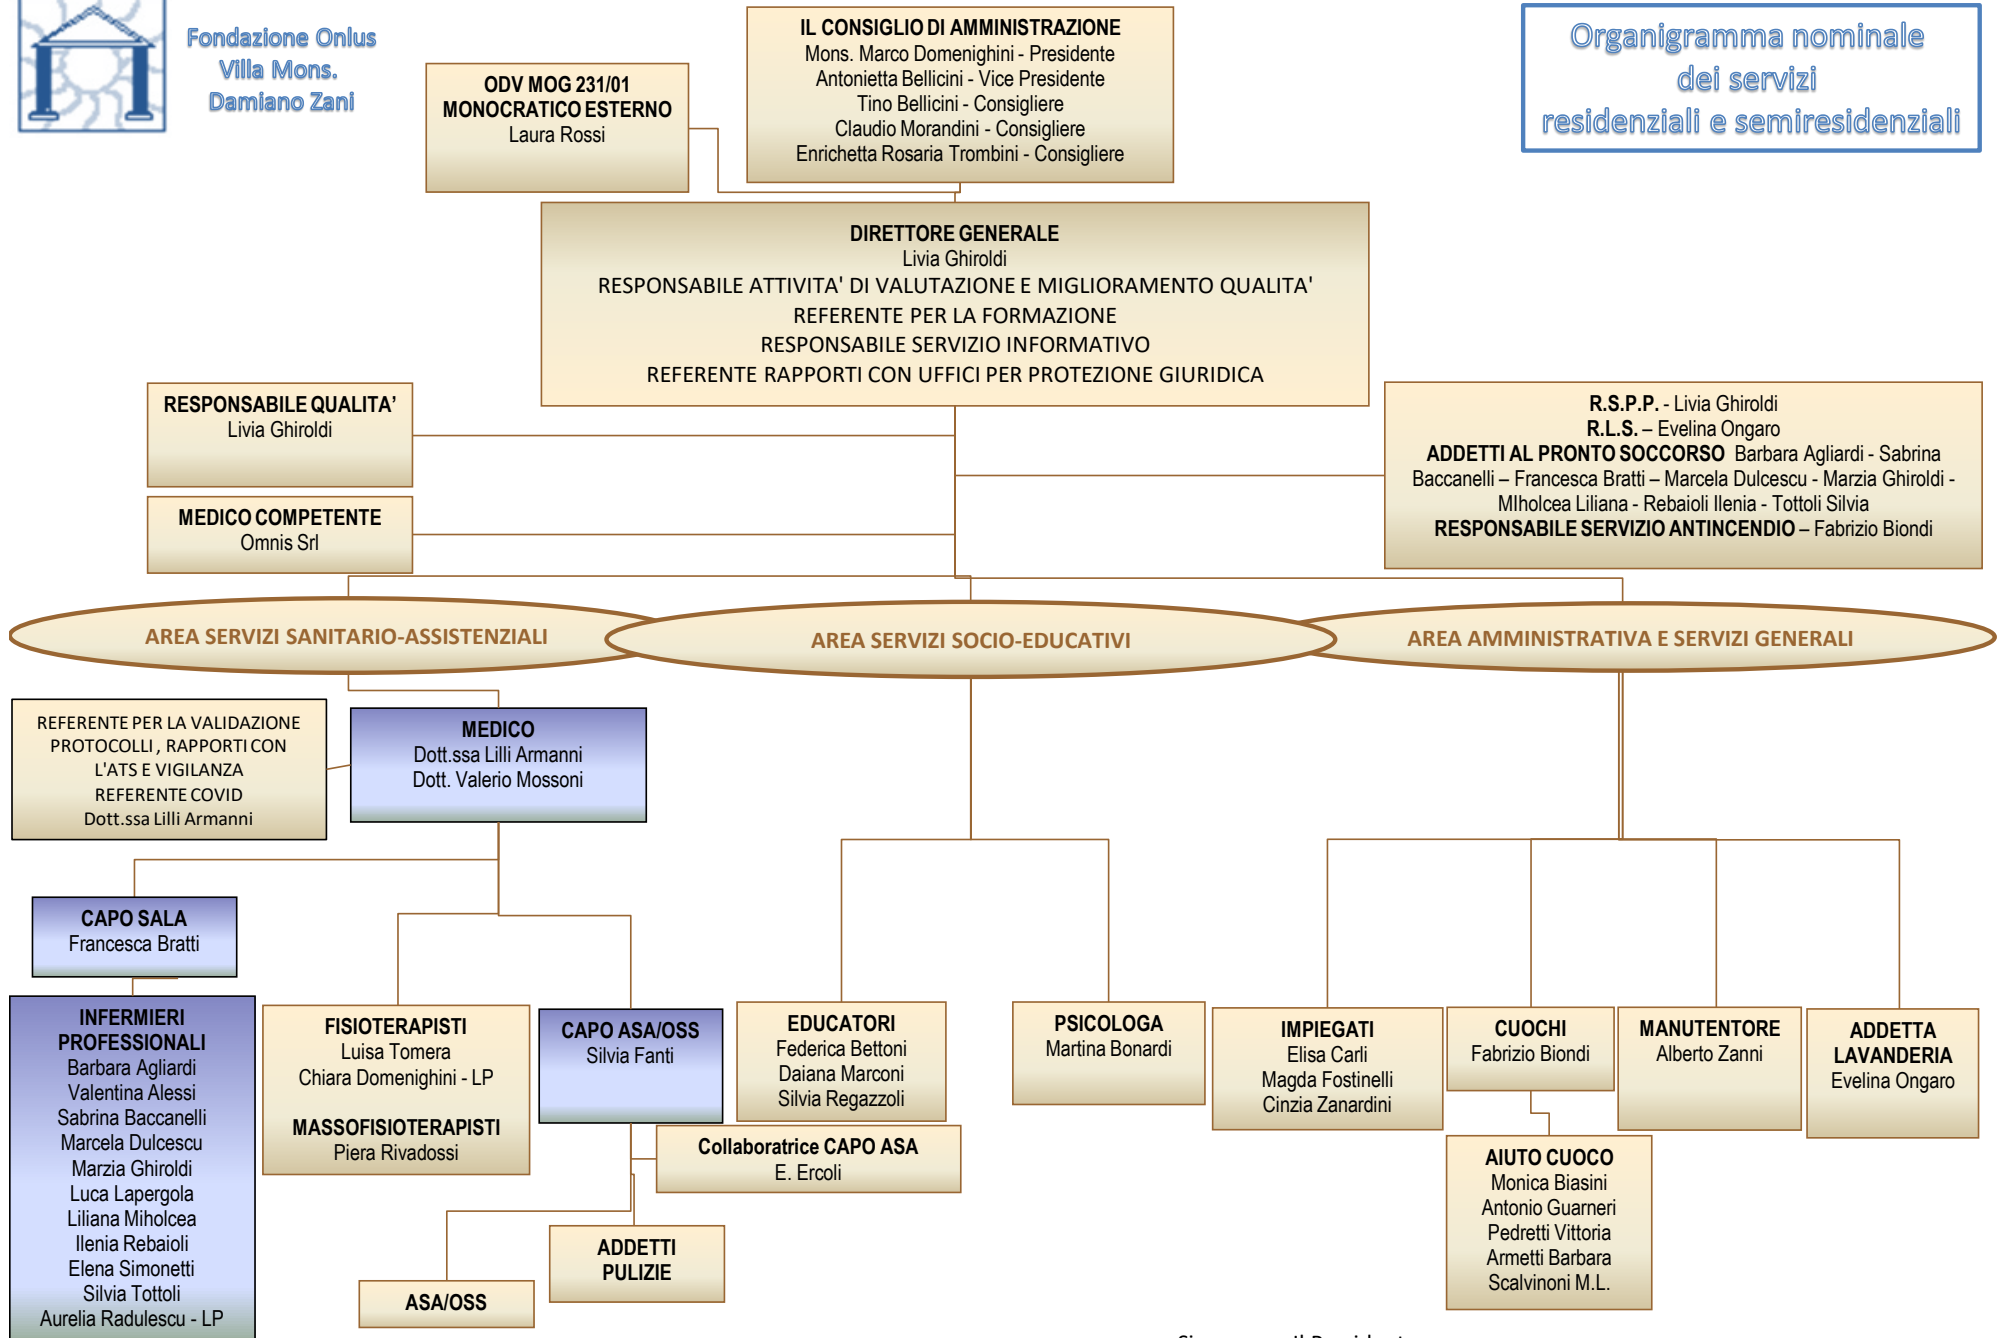 Fondazione Onlus
Villa Mons.
Damiano Zani
ODV MOG 231/01
MONOCRATICO ESTERNO
Laura Rossi
IL CONSIGLIO DI AMMINISTRAZIONE
Mons. Marco Domenighini - Presidente
Antonietta Bellicini - Vice Presidente
Tino Bellicini - Consigliere
Claudio Morandini - Consigliere
Enrichetta Rosaria Trombini - Consigliere
Organigramma nominale
dei servizi
residenziali e semiresidenziali
DIRETTORE GENERALE
Livia Ghiroldi
RESPONSABILE ATTIVITA' DI VALUTAZIONE E MIGLIORAMENTO QUALITA'
REFERENTE PER LA FORMAZIONE
RESPONSABILE SERVIZIO INFORMATIVO
REFERENTE RAPPORTI CON UFFICI PER PROTEZIONE GIURIDICA
RESPONSABILE QUALITA’
Livia Ghiroldi
MEDICO COMPETENTE
Omnis Srl
R.S.P.P. - Livia Ghiroldi
R.L.S. – Evelina Ongaro
ADDETTI AL PRONTO SOCCORSO Barbara Agliardi - Sabrina
Baccanelli – Francesca Bratti – Marcela Dulcescu - Marzia Ghiroldi -
MIholcea Liliana - Rebaioli Ilenia - Tottoli Silvia
RESPONSABILE SERVIZIO ANTINCENDIO – Fabrizio Biondi
AREA SERVIZI SANITARIO-ASSISTENZIALI
AREA SERVIZI SOCIO-EDUCATIVI
AREA AMMINISTRATIVA E SERVIZI GENERALI
REFERENTE PER LA VALIDAZIONE
PROTOCOLLI , RAPPORTI CON
L'ATS E VIGILANZA
REFERENTE COVID
Dott.ssa Lilli Armanni
MEDICO
Dott.ssa Lilli Armanni
Dott. Valerio Mossoni
CAPO SALA
Francesca Bratti
INFERMIERI
PROFESSIONALI
Barbara Agliardi
Valentina Alessi
Sabrina Baccanelli
Marcela Dulcescu
Marzia Ghiroldi
Luca Lapergola
Liliana Miholcea
Ilenia Rebaioli
Elena Simonetti
Silvia Tottoli
Aurelia Radulescu - LP
FISIOTERAPISTI
Luisa Tomera
Chiara Domenighini - LP
MASSOFISIOTERAPISTI
Piera Rivadossi
CAPO ASA/OSS
Silvia Fanti
Collaboratrice CAPO ASA
E. Ercoli
ASA/OSS
ADDETTI
PULIZIE
EDUCATORI
Federica Bettoni
Daiana Marconi
Silvia Regazzoli
PSICOLOGA
Martina Bonardi
IMPIEGATI
Elisa Carli
Magda Fostinelli
Cinzia Zanardini
CUOCHI
Fabrizio Biondi
AIUTO CUOCO
Monica Biasini
Antonio Guarneri
Pedretti Vittoria
Armetti Barbara
Scalvinoni M.L.
MANUTENTORE
Alberto Zanni
ADDETTA
LAVANDERIA
Evelina Ongaro